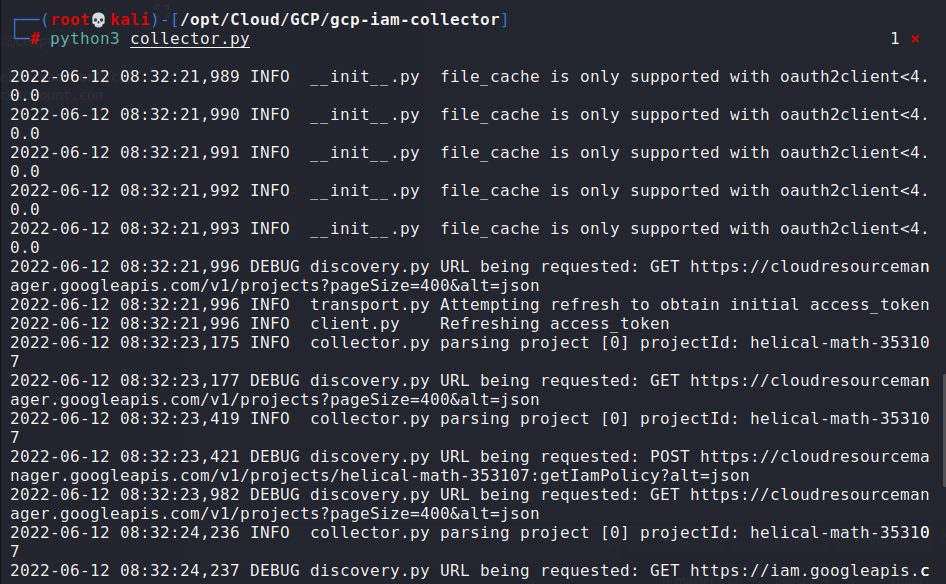 ┌──(root💀kali)-[/opt/Cloud/GCP/gcp-iam-collector]
└─# python3 collector.py 1 ⨯
2022-06-12 08:32:21,989 INFO  __init__.py  file_cache is only supported with oauth2client<4.
0.0
2022-06-12 08:32:21,990 INFO  __init__.py  file_cache is only supported with oauth2client<4.
0.0
2022-06-12 08:32:21,991 INFO  __init__.py  file_cache is only supported with oauth2client<4.
0.0
2022-06-12 08:32:21,992 INFO  __init__.py  file_cache is only supported with oauth2client<4.
0.0
2022-06-12 08:32:21,993 INFO  __init__.py  file_cache is only supported with oauth2client<4.
0.0
2022-06-12 08:32:21,996 DEBUG discovery.py URL being requested: GET https://cloudresourceman
ager.googleapis.com/v1/projects?pageSize=400&alt=json
2022-06-12 08:32:21,996 INFO  transport.py Attempting refresh to obtain initial access_token
2022-06-12 08:32:21,996 INFO  client.py    Refreshing access_token
2022-06-12 08:32:23,175 INFO  collector.py parsing project [0] projectId: helical-math-35310
7
2022-06-12 08:32:23,177 DEBUG discovery.py URL being requested: GET https://cloudresourceman
ager.googleapis.com/v1/projects?pageSize=400&alt=json
2022-06-12 08:32:23,419 INFO  collector.py parsing project [0] projectId: helical-math-35310
7
2022-06-12 08:32:23,421 DEBUG discovery.py URL being requested: POST https://cloudresourcema
nager.googleapis.com/v1/projects/helical-math-353107:getIamPolicy?alt=json
2022-06-12 08:32:23,982 DEBUG discovery.py URL being requested: GET https://cloudresourceman
ager.googleapis.com/v1/projects?pageSize=400&alt=json
2022-06-12 08:32:24,236 INFO  collector.py parsing project [0] projectId: helical-math-35310
7
2022-06-12 08:32:24,237 DEBUG discovery.py URL being requested: GET https://iam.googleapis.c